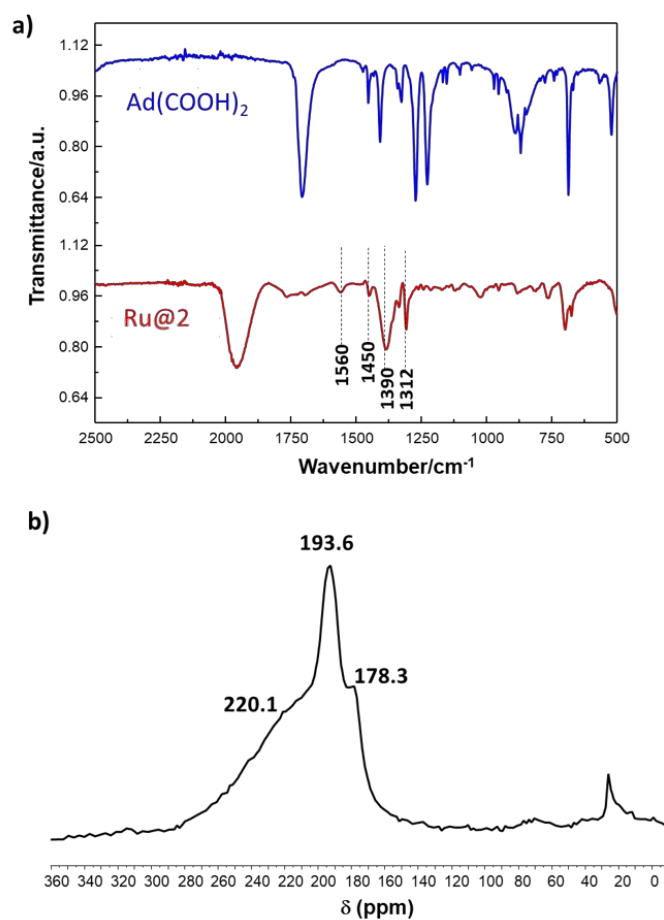 a)
1.12
0.96
0.80
0.64
Ad(COOH)₂
1.12
0.96
0.80
0.64
Ru@2
Transmittance/a.u.
1560
1450
1390
1312
2500 2250 2000 1750 1500 1250 1000 750 500
Wavenumber/cm⁻¹
b)
193.6
220.1
178.3
360 340 320 300 280 260 240 220 200 180 160 140 120 100 80 60 40 20 0
δ (ppm)